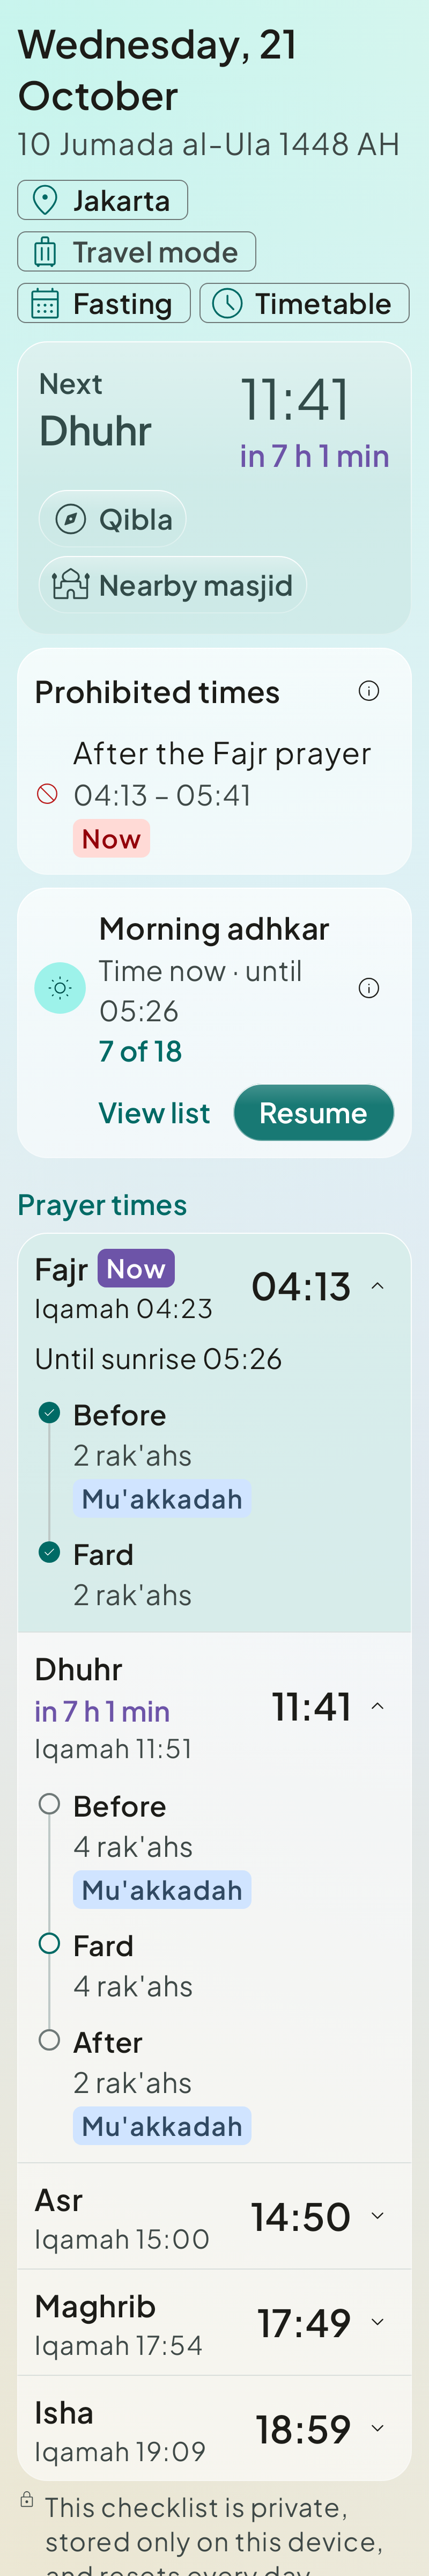 Wednesday, 21
October
10 Jumada al-Ula 1448 AH
Jakarta
Travel mode
Fasting
Timetable
Next
Dhuhr
11:41
in 7 h 1 min
Qibla
Nearby masjid
Prohibited times
After the Fajr prayer
04:13 – 05:41
Now
Morning adhkar
Time now · until
05:26
7 of 18
View list
Resume
Prayer times
Fajr Now
Iqamah 04:23
04:13
Until sunrise 05:26
Before
2 rak'ahs
Mu'akkadah
Fard
2 rak'ahs
Dhuhr
in 7 h 1 min
Iqamah 11:51
11:41
Before
4 rak'ahs
Mu'akkadah
Fard
4 rak'ahs
After
2 rak'ahs
Mu'akkadah
Asr
Iqamah 15:00
14:50
Maghrib
Iqamah 17:54
17:49
Isha
Iqamah 19:09
18:59
This checklist is private,
stored only on this device,
and resets every day